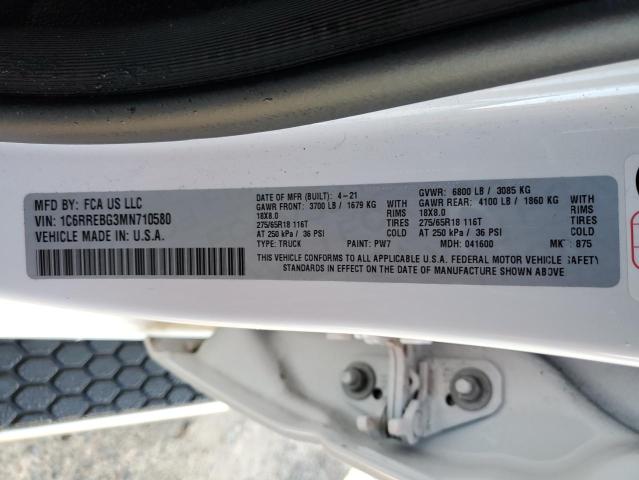 MFD BY: FCA US LLC
VIN: 1C6RREBG3MN710580
VEHICLE MADE IN U.S.A.
DATE OF MFR (BUILT): 4-21
GAWR FRONT: 3700 LB / 1679 KG WITH
18X8.0 TIRES
275/65R18 116T
AT 250 kPa / 36 PSI COLD
TYPE: TRUCK PAINT: PW7
GVWR: 6800 LB / 3085 KG
GAWR REAR: 4100 LB / 1860 KG WITH
18X8.0 TIRES
275/65R18 116T
AT 250 kPa / 36 PSI COLD
MDH: 041600 MK : 875
THIS VEHICLE CONFORMS TO ALL APPLICABLE U.S.A. FEDERAL MOTOR VEHICLE SAFETY
STANDARDS IN EFFECT ON THE DATE OF MANUFACTURE SHOWN ABOVE